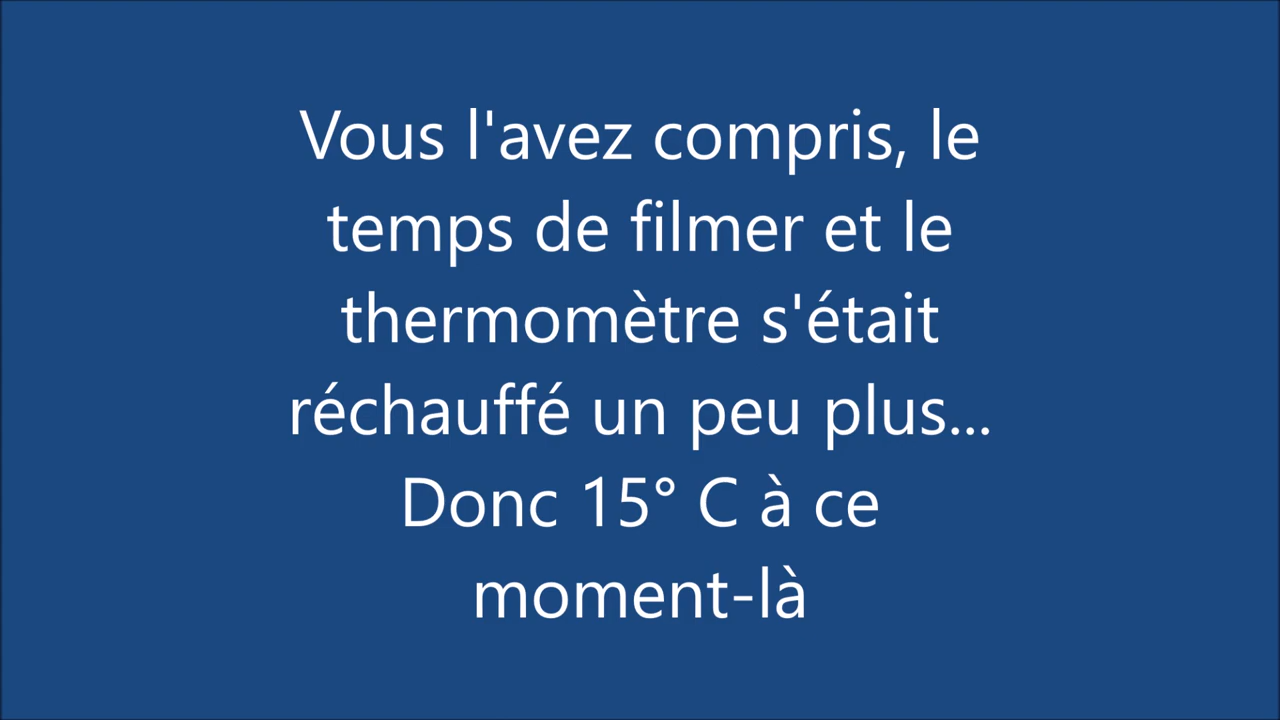 Vous l'avez compris, le
temps de filmer et le
thermomètre s'était
réchauffé un peu plus...
Donc 15° C à ce
moment-là